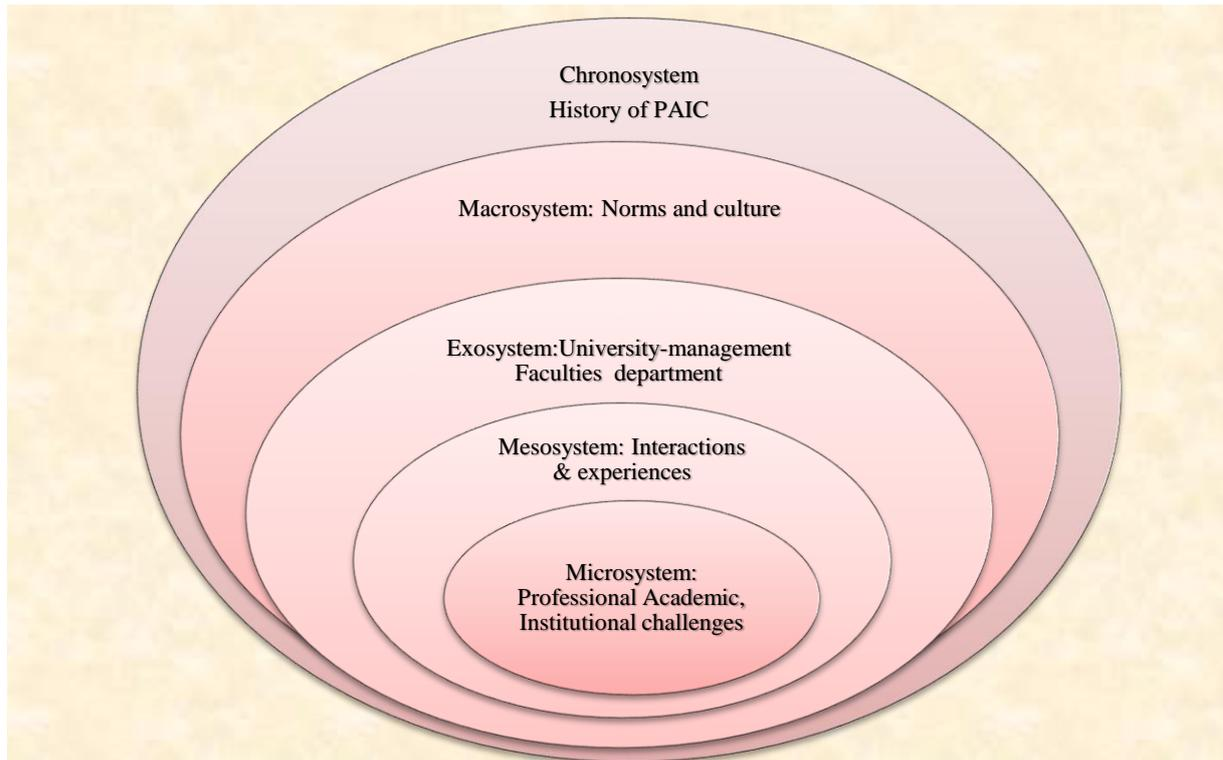 Chronosystem
History of PAIC
Macrosystem: Norms and culture
Exosystem:University-management
Faculties department
Mesosystem: Interactions
& experiences
Microsystem:
Professional Academic,
Institutional challenges